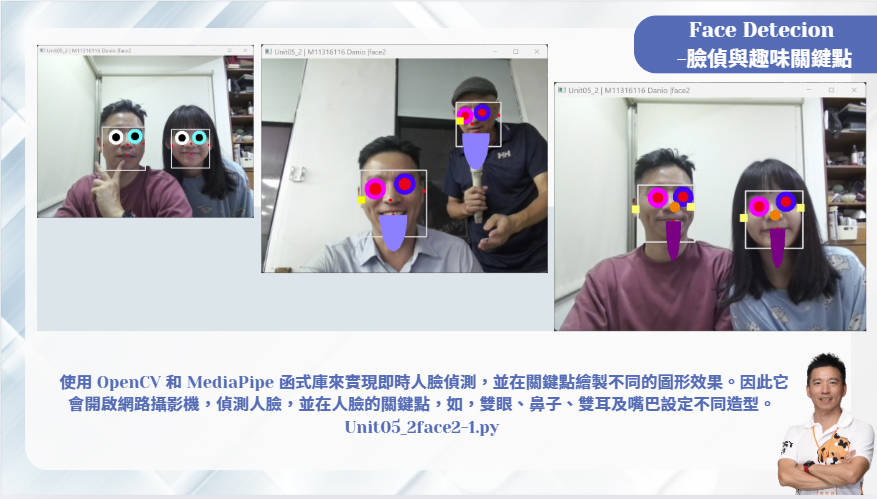 Face Detecion
-臉偵與趣味關鍵點
Unit05_2 | M11316116 Danio |face2
Unit05_2 | M11316116 Danio |face2
Unit05_2 | M11316116 Danio |face2
HH
使用 OpenCV 和 MediaPipe 函式庫來實現即時人臉偵測，並在關鍵點繪製不同的圖形效果。因此它
會開啟網路攝影機，偵測人臉，並在人臉的關鍵點，如，雙眼、鼻子、雙耳及嘴巴設定不同造型。
Unit05_2face2-1.py